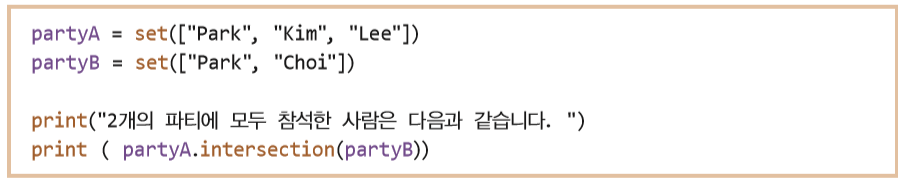 partyA = set(["Park", "Kim", "Lee"])
partyB = set(["Park", "Choi"])
print("2개의 파티에 모두 참석한 사람은 다음과 같습니다. ")
print ( partyA.intersection(partyB))